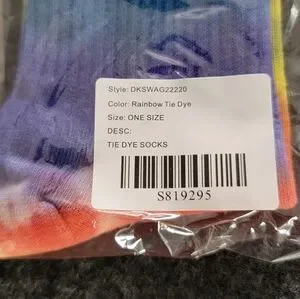 Style: DKSWAG22220
Color: Rainbow Tie Dye
Size: ONE SIZE
DESC:
TIE DYE SOCKS
S819295